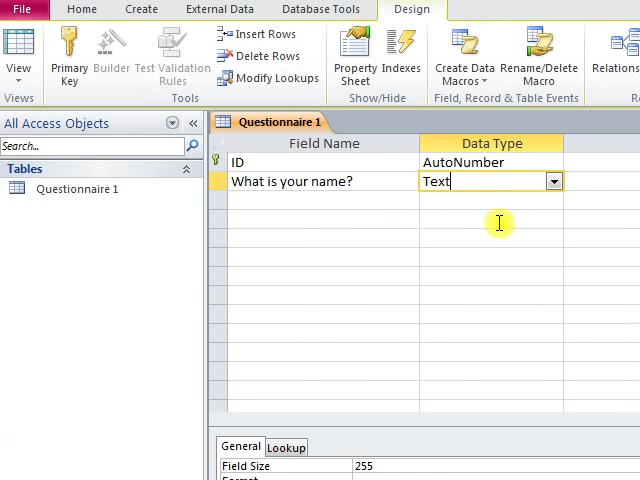 File Home Create External Data Database Tools Design
View Primary Key Builder Test Validation Rules Insert Rows Delete Rows Modify Lookups Property Sheet Indexes Create Data Macros Rename/Delete Macro Relations
Views Tools Show/Hide Field, Record & Table Events Re
All Access Objects « Questionnaire 1
Search...
Field Name Data Type
Tables
ID AutoNumber
Questionnaire 1
What is your name? Text
General Lookup
Field Size 255